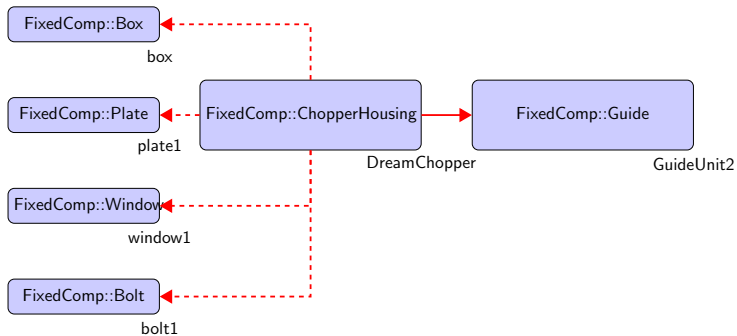 FixedComp::Box
box
FixedComp::Plate
plate1
FixedComp::ChopperHousing
DreamChopper
FixedComp::Guide
GuideUnit2
FixedComp::Window
window1
FixedComp::Bolt
bolt1